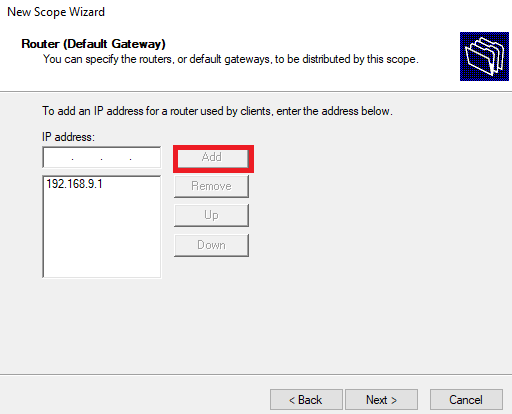 New Scope Wizard
Router (Default Gateway)
You can specify the routers, or default gateways, to be distributed by this scope.
To add an IP address for a router used by clients, enter the address below.
IP address:
. . .
Add
192.168.9.1
Remove
Up
Down
< Back
Next >
Cancel